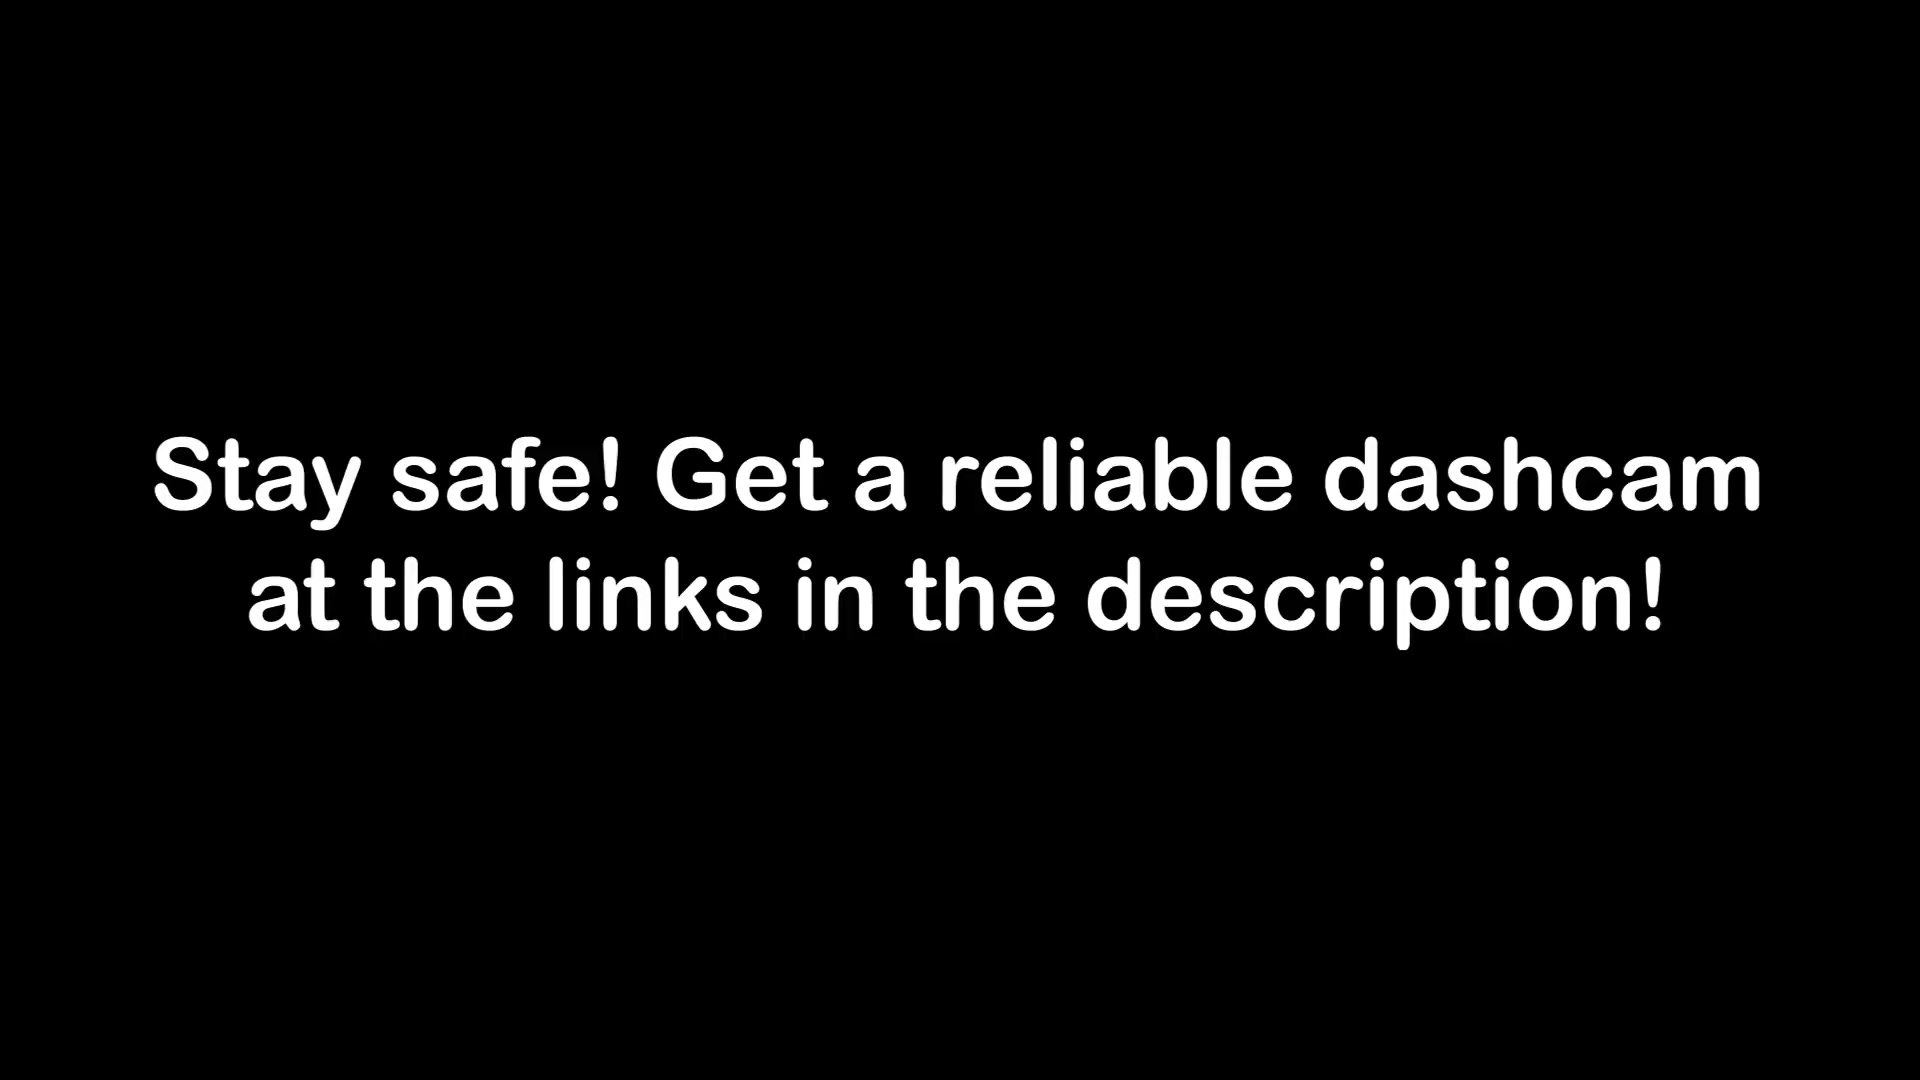 Stay safe! Get a reliable dashcam
at the links in the description!